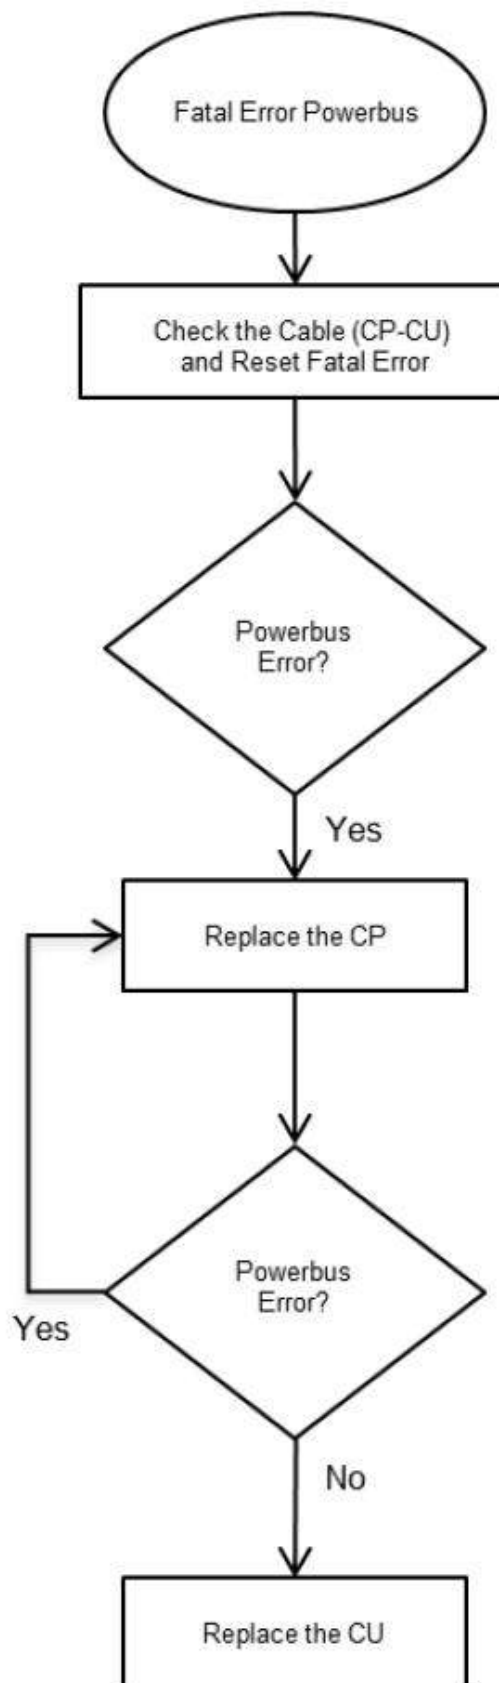 Fatal Error Powerbus
Check the Cable (CP-CU)
and Reset Fatal Error
Powerbus
Error?
Yes
Replace the CP
Powerbus
Error?
Yes
No
Replace the CU